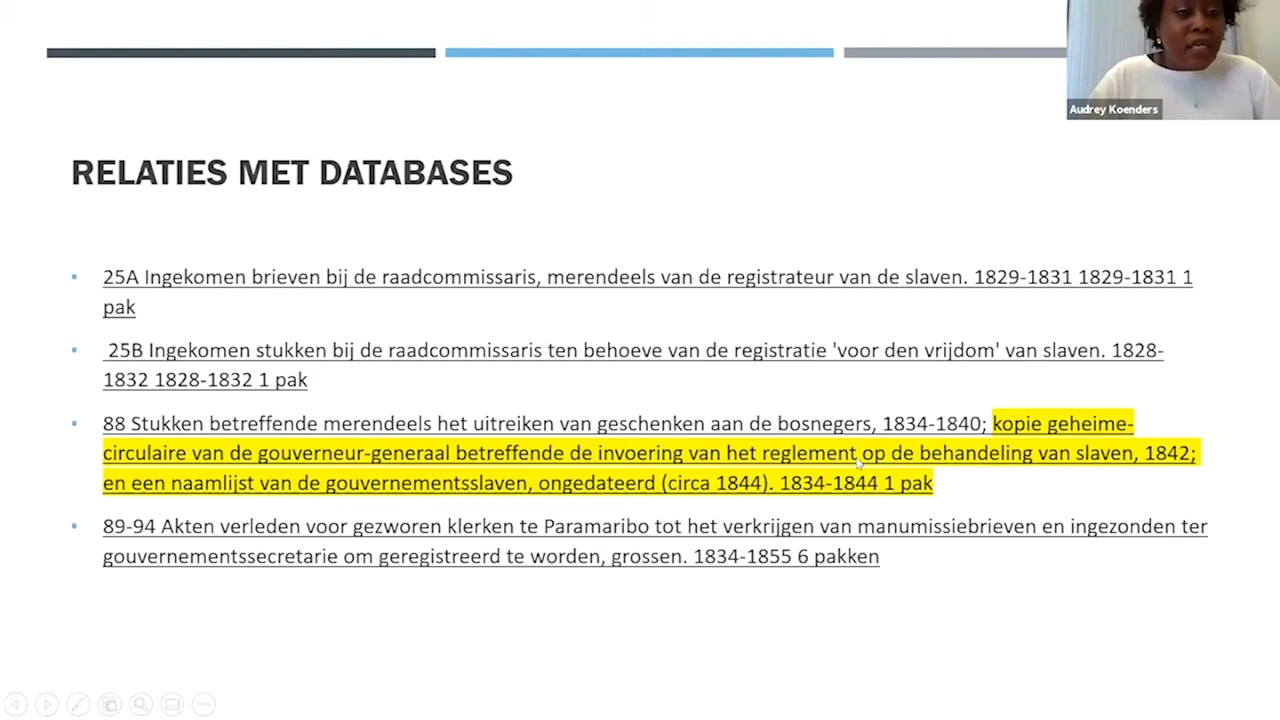 Audrey Koenders
RELATIES MET DATABASES
25A Ingekomen brieven bij de raadcommissaris, merendeels van de registrateur van de slaven. 1829-1831 1829-1831 1
pak
25B Ingekomen stukken bij de raadcommissaris ten behoeve van de registratie 'voor den vrijdom' van slaven. 1828-
1832 1828-1832 1 pak
88 Stukken betreffende merendeels het uitreiken van geschenken aan de bosnegers, 1834-1840; kopie geheime-
circulaire van de gouverneur-generaal betreffende de invoering van het reglement op de behandeling van slaven, 1842;
en een naamlijst van de gouvernementsslaven, ongedateerd (circa 1844). 1834-1844 1 pak
89-94 Akten verleden voor gezworen klerken te Paramaribo tot het verkrijgen van manumissiebrieven en ingezonden ter
gouvernementssecretarie om geregistreerd te worden, grossen. 1834-1855 6 pakken